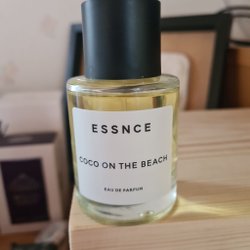 ESSNCE
COCO ON THE BEACH
EAU DE PARFUM